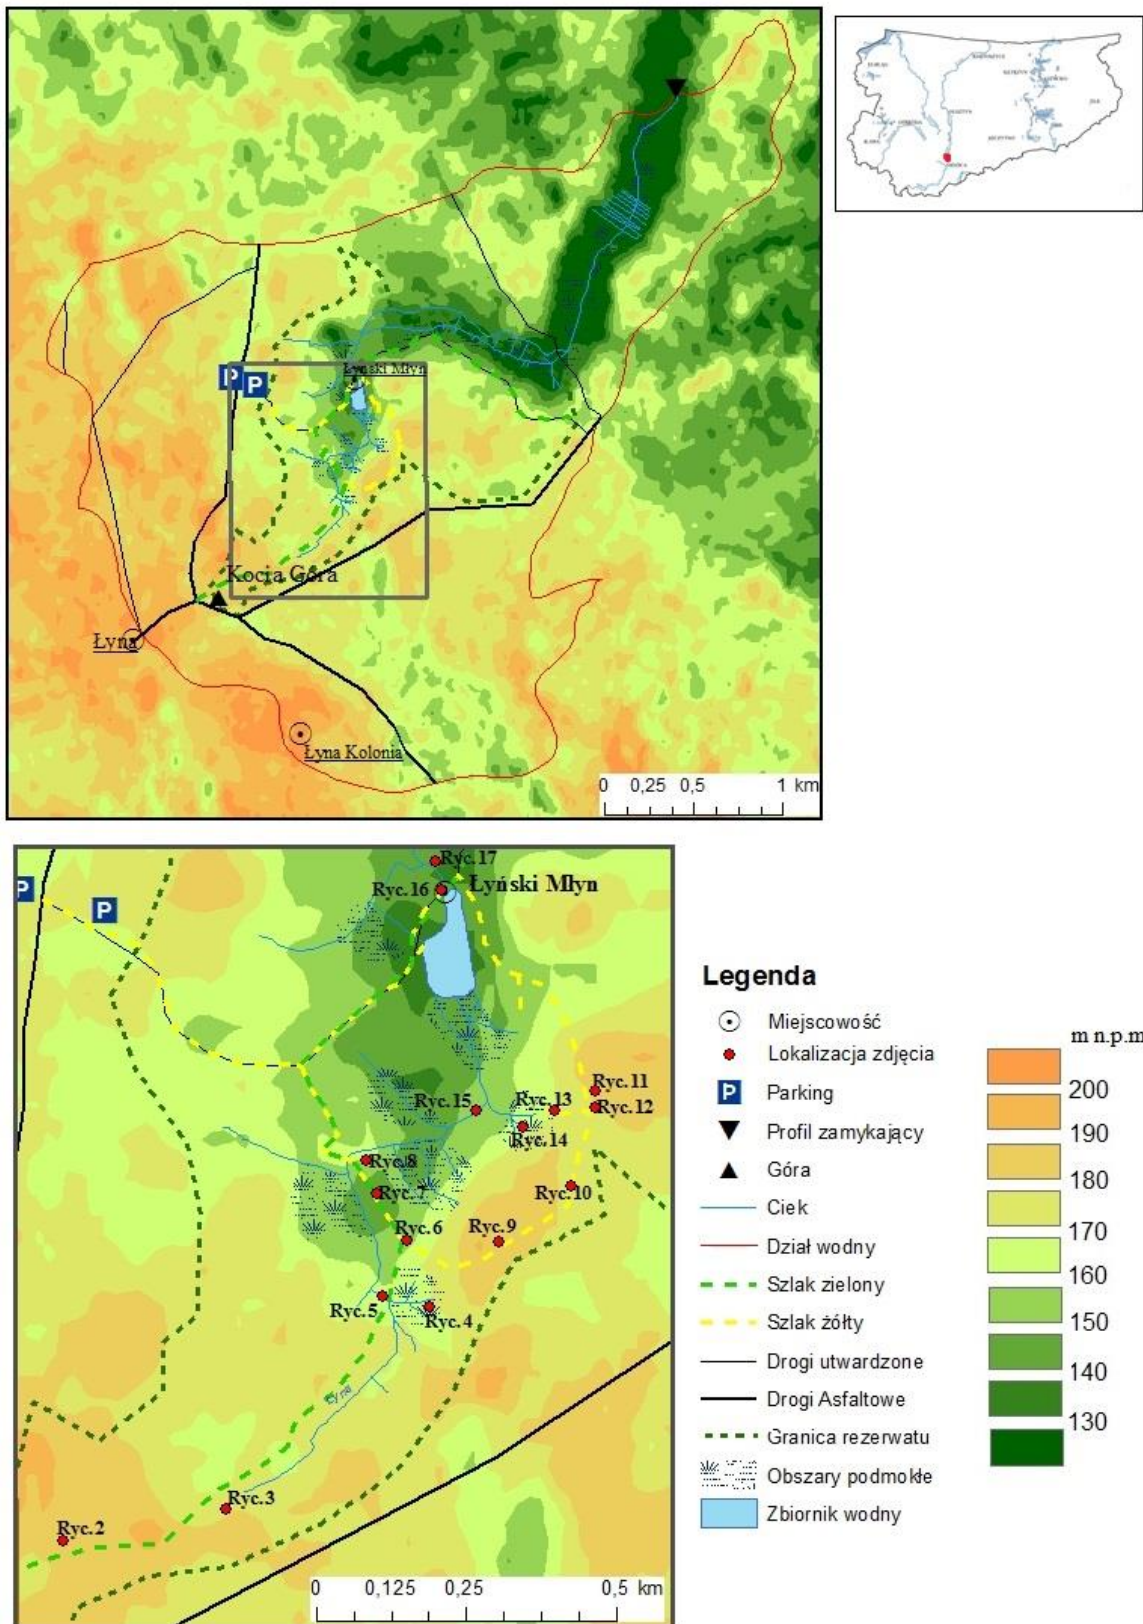 P P
Łyński Młyn
Kocia Góra
Łyna
Łyna Kolonia
0 0,25 0,5 1 km
Ryc.17
Ryc.16
Łyński Młyn
P
P
Ryc.11
Ryc.15
Ryc.13
Ryc.12
Ryc.14
Ryc.8
Ryc.7
Ryc.10
Ryc.6
Ryc.9
Ryc.5
Ryc.4
Łyna
Ryc.3
Ryc.2
0 0,125 0,25 0,5 km
Legenda
Miejscowość
Lokalizacja zdjęcia
P Parking
Profil zamykający
Góra
Ciek
Dział wodny
Szlak zielony
Szlak żółty
Drogi utwardzone
Drogi Asfaltowe
Granica rezerwatu
Obszary podmokłe
Zbiornik wodny
m n.p.m
200
190
180
170
160
150
140
130